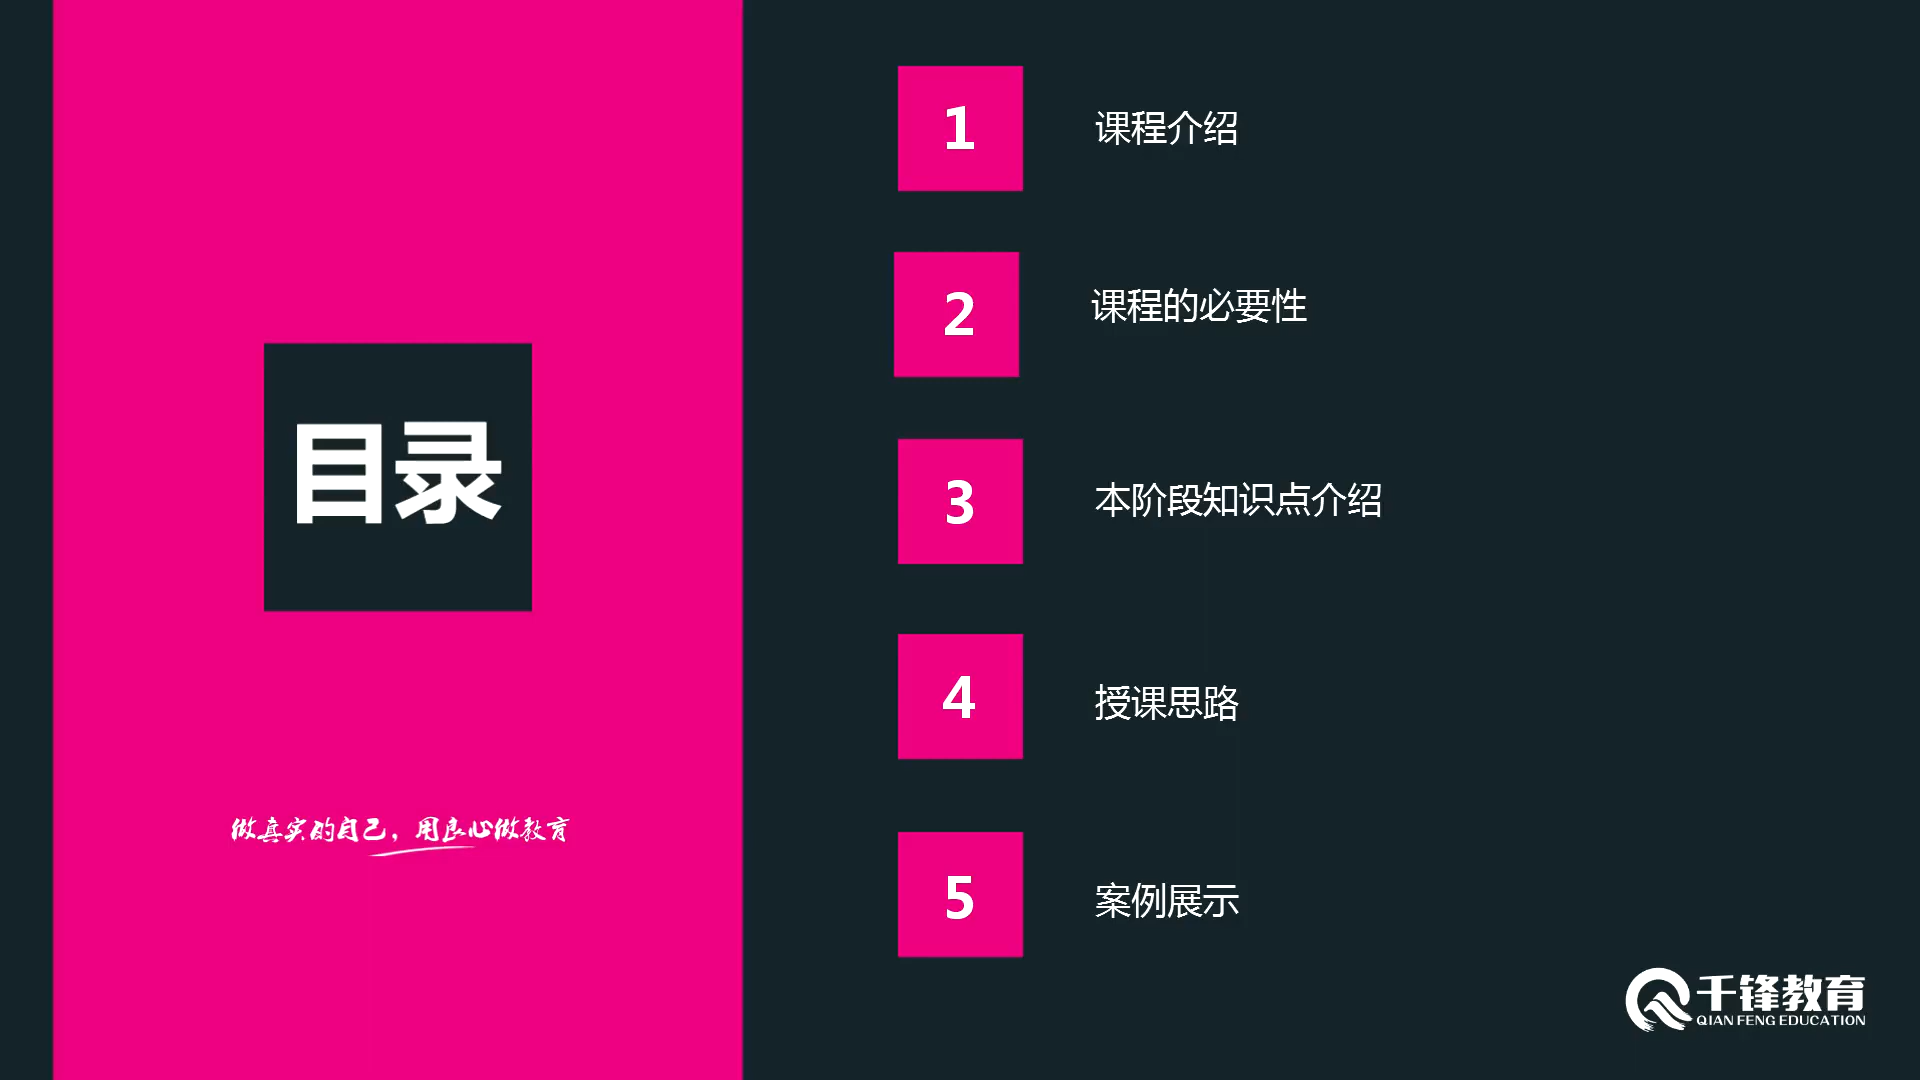 目录
做真实的自己，用良心做教育
1
课程介绍
2
课程的必要性
3
本阶段知识点介绍
4
授课思路
5
案例展示
千锋教育
QIAN FENG EDUCATION